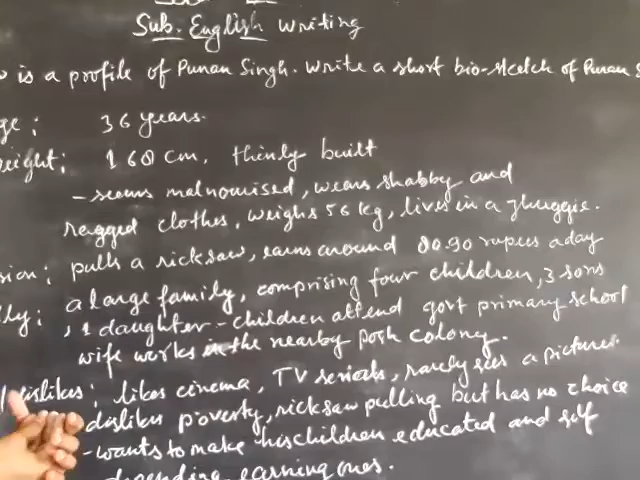 Sub. English Writing
is a profile of Punan Singh. Write a short bio-sketch of Punan S
ge: 36 years.
eight: 160 cm, thinly built
- seems malnourised, wears shabby and
ragged clothes, weighs 56 kg, lives in a Jhuggie.
sion: pulls a ricksaw, earns around 80.90 rupees a day
ly: a large family, comprising four children, 3 sons
, 1 daughter - children attend govt primary school
wife works in the nearby posh colony.
dislikes: likes cinema, TV serials, rarely sees a picture.
dislikes poverty, ricksaw pulling but has no choice
- wants to make his children educated and self
depending earning ones.